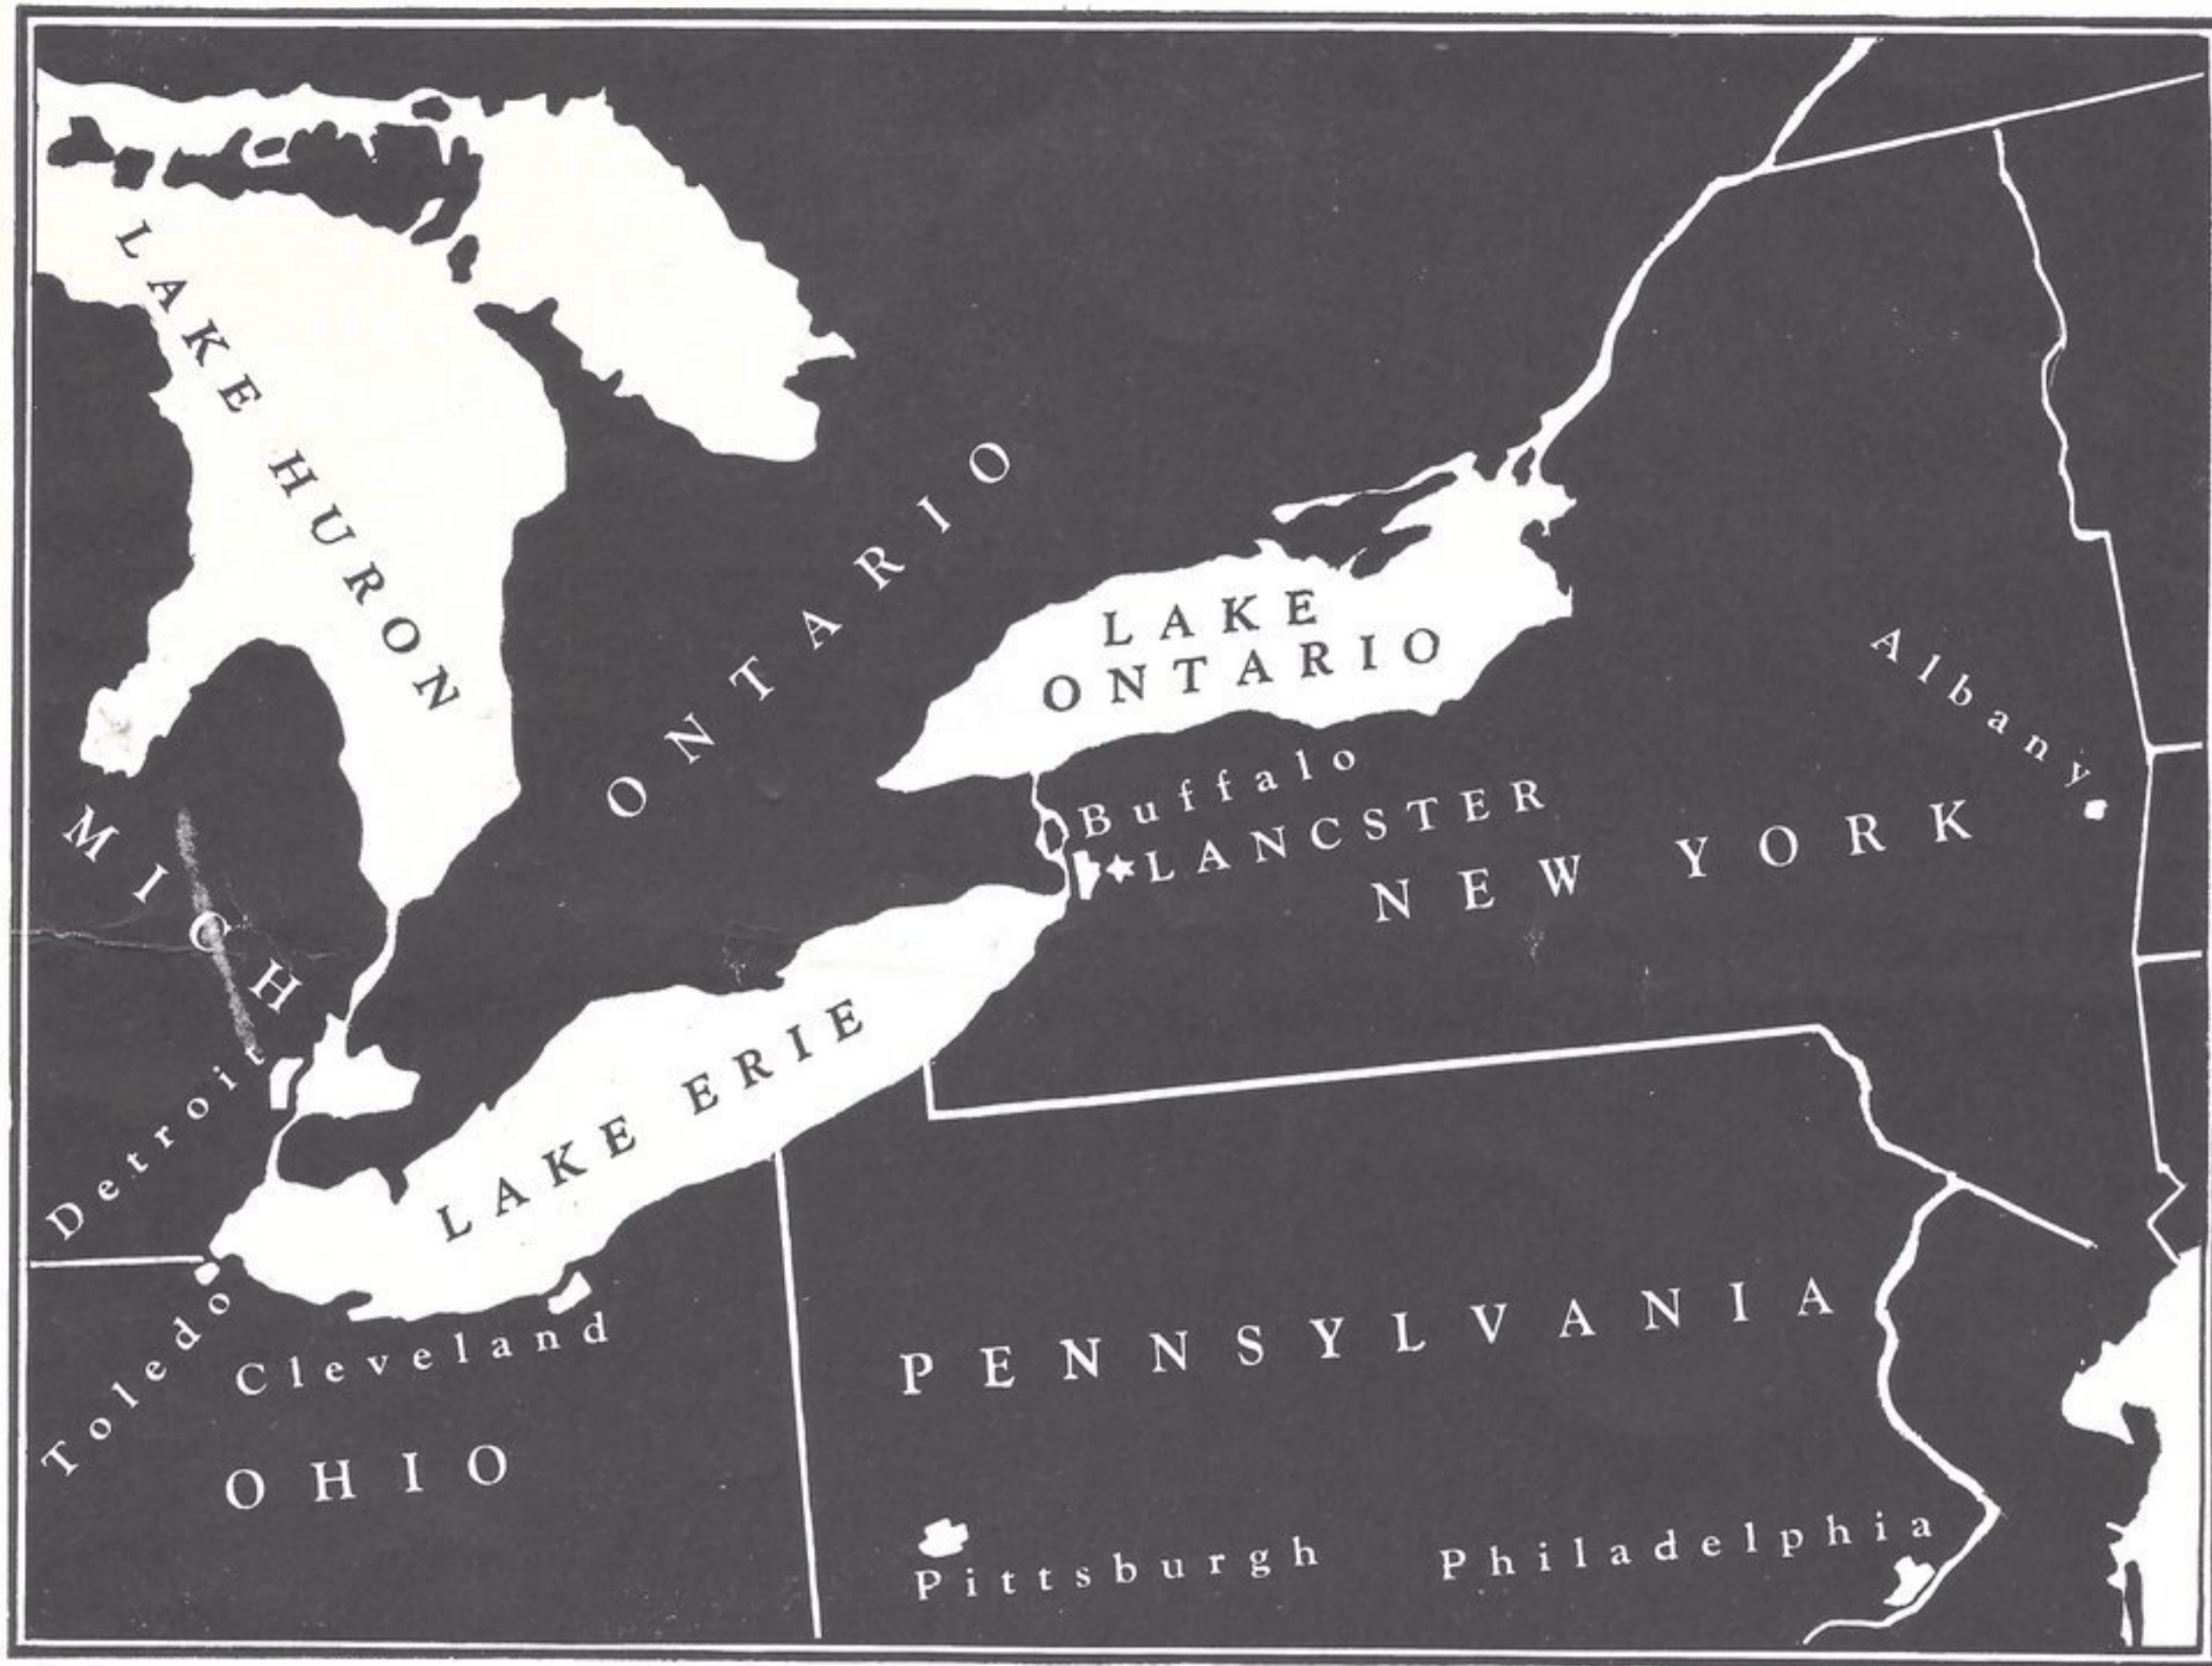 LAKE HURON
ONTARIO
LAKE
ONTARIO
Albany
Buffalo
LANCSTER
NEW YORK
MICH
Detroit
LAKE ERIE
Toledo
Cleveland
OHIO
PENNSYLVANIA
Pittsburgh
Philadelphia